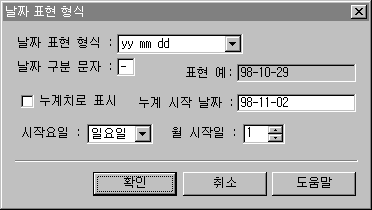 날짜 표현 형식
날짜 표현 형식 : yy mm dd
날짜 구분 문자 : - 표현 예: 98-10-29
누계치로 표시 누계 시작 날짜 : 98-11-02
시작요일 : 일요일 월 시작일 : 1
확인 취소 도움말